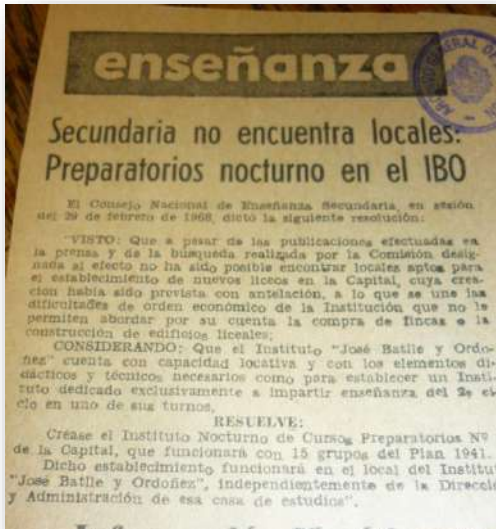 enseñanza
Secundaria no encuentra locales:
Preparatorios nocturno en el IBO
El Consejo Nacional de Enseñanza Secundaria, en sesión
del 29 de febrero de 1968, dictó la siguiente resolución:
"VISTO: Que a pesar de las publicaciones efectuadas en
la prensa y de la búsqueda realizada por la Comisión desig-
nada al efecto no ha sido posible encontrar locales aptos para
el establecimiento de nuevos liceos en la Capital, cuya crea-
ción había sido prevista con antelación, a lo que se une las
dificultades de orden económico de la Institución que no le
permiten abordar por su cuenta la compra de fincas o la
construcción de edificios liceales;
CONSIDERANDO: Que el Instituto "José Batlle y Ordo-
ñez" cuenta con capacidad locativa y con los elementos di-
dácticos y técnicos necesarios como para establecer un Insti-
tuto dedicado exclusivamente a impartir enseñanza del 2º ci-
clo en uno de sus turnos,
RESUELVE:
Créase el Instituto Nocturno de Cursos Preparatorios Nº
de la Capital, que funcionará con 15 grupos del Plan 1941.
Dicho establecimiento funcionará en el local del Institut
"José Batlle y Ordoñez", independientemente de la Direcció
y Administración de esa casa de estudios".